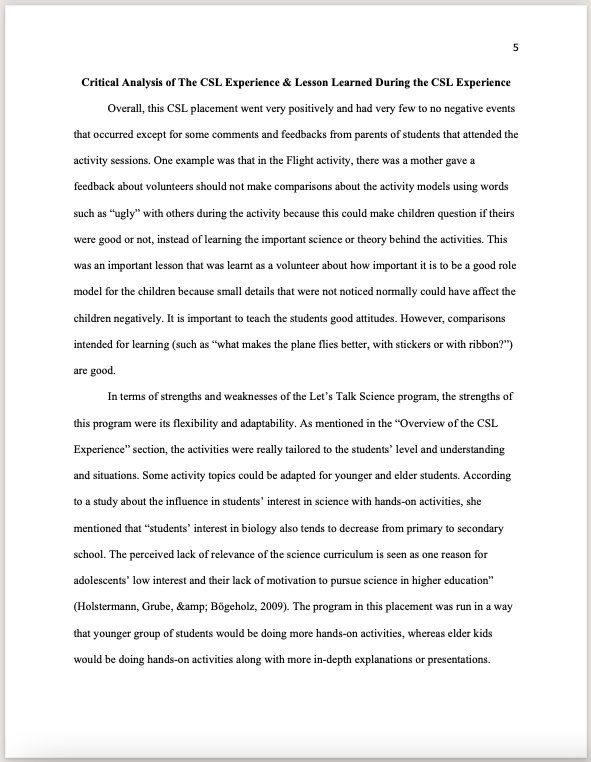 5
Critical Analysis of The CSL Experience & Lesson Learned During the CSL Experience
Overall, this CSL placement went very positively and had very few to no negative events
that occurred except for some comments and feedbacks from parents of students that attended the
activity sessions. One example was that in the Flight activity, there was a mother gave a
feedback about volunteers should not make comparisons about the activity models using words
such as “ugly” with others during the activity because this could make children question if theirs
were good or not, instead of learning the important science or theory behind the activities. This
was an important lesson that was learnt as a volunteer about how important it is to be a good role
model for the children because small details that were not noticed normally could have affect the
children negatively. It is important to teach the students good attitudes. However, comparisons
intended for learning (such as “what makes the plane flies better, with stickers or with ribbon?”)
are good.
In terms of strengths and weaknesses of the Let’s Talk Science program, the strengths of
this program were its flexibility and adaptability. As mentioned in the “Overview of the CSL
Experience” section, the activities were really tailored to the students’ level and understanding
and situations. Some activity topics could be adapted for younger and elder students. According
to a study about the influence in students’ interest in science with hands-on activities, she
mentioned that “students’ interest in biology also tends to decrease from primary to secondary
school. The perceived lack of relevance of the science curriculum is seen as one reason for
adolescents’ low interest and their lack of motivation to pursue science in higher education”
(Holstermann, Grube, &amp; Bögeholz, 2009). The program in this placement was run in a way
that younger group of students would be doing more hands-on activities, whereas elder kids
would be doing hands-on activities along with more in-depth explanations or presentations.